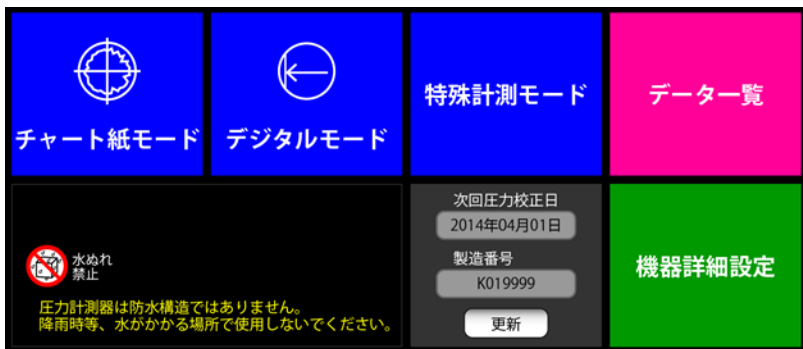 チャート紙モード
デジタルモード
特殊計測モード
データ一覧
水ぬれ
禁止
圧力計測器は防水構造ではありません。
降雨時等、水がかかる場所で使用しないでください。
次回圧力校正日
2014年04月01日
製造番号
K019999
更新
機器詳細設定